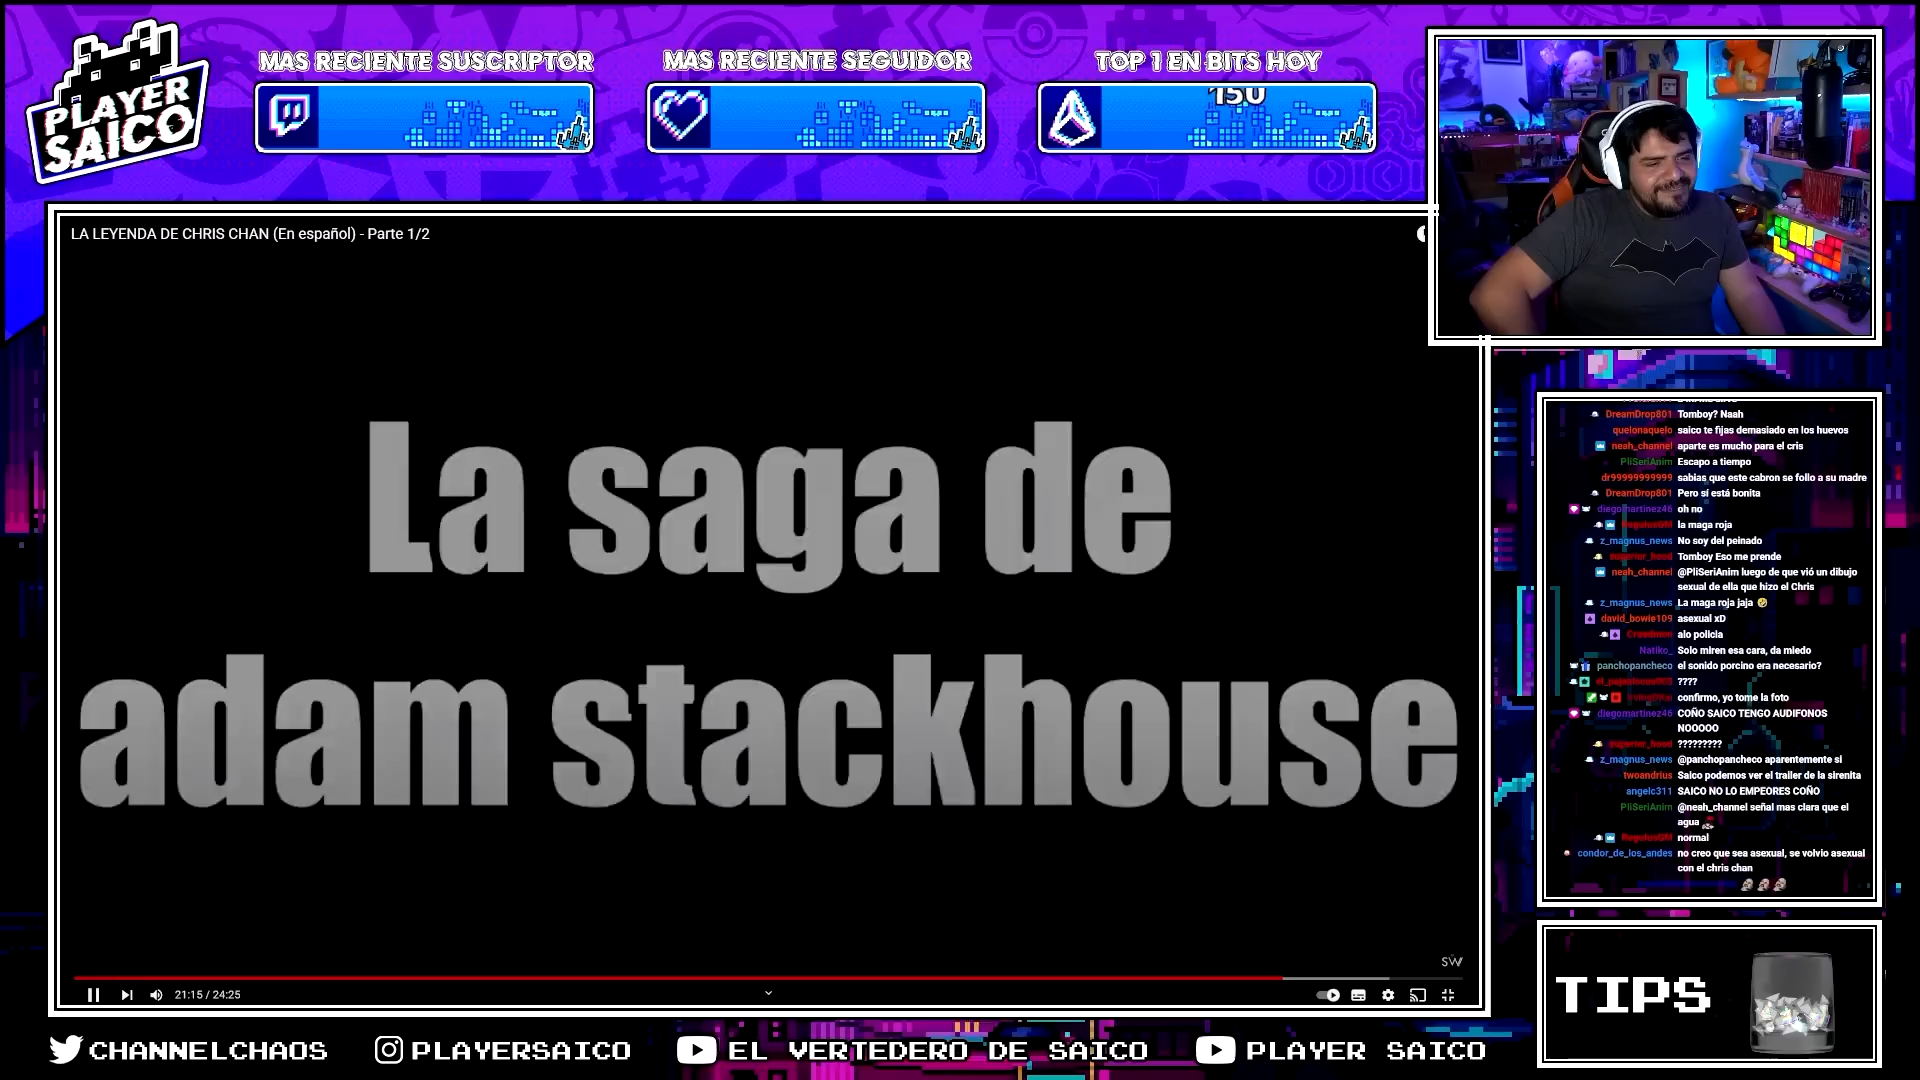 PLAYER
SAICO
MAS RECIENTE SUSCRIPTOR
MAS RECIENTE SEGUIDOR
TOP 1 EN BITS HOY
150
LA LEYENDA DE CHRIS CHAN (En español) - Parte 1/2
La saga de
adam stackhouse
SW
21:15 / 24:25
DreamDrop801 Tomboy? Naah
quelonaquelo saico te fijas demasiado en los huevos
neah_channel aparte es mucho para el cris
PliSeriAnim Escapo a tiempo
dr99999999999 sabias que este cabron se follo a su madre
DreamDrop801 Pero sí está bonita
diegomartinez46 oh no
la maga roja
z_magnus_news No soy del peinado
superior_hood Tomboy Eso me prende
neah_channel @PliSeriAnim luego de que vió un dibujo
sexual de ella que hizo el Chris
z_magnus_news La maga roja jaja
david_bowie109 asexual xD
alo policia
Natiko_ Solo miren esa cara, da miedo
panchopancheco el sonido porcino era necesario?
????
confirmo, yo tome la foto
diegomartinez46 COÑO SAICO TENGO AUDIFONOS
NOOOOO
superior_hood ?????????
z_magnus_news @panchopancheco aparentemente si
twoandrius Saico podemos ver el trailer de la sirenita
angelc311 SAICO NO LO EMPEORES COÑO
PliSeriAnim @neah_channel señal mas clara que el
agua
normal
condor_de_los_andes no creo que sea asexual, se volvio asexual
con el chris chan
TIPS
CHANNELCHAOS
PLAYERSAICO
EL VERTEDERO DE SAICO
PLAYER SAICO